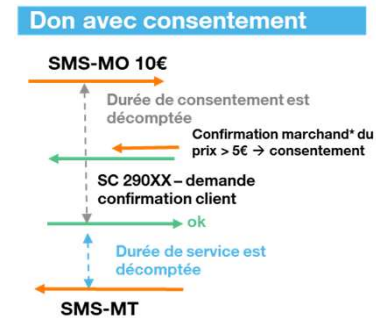 Don avec consentement
SMS-MO 10€
Durée de consentement est
décomptée
Confirmation marchand* du
prix > 5€ → consentement
SC 290XX – demande
confirmation client
ok
Durée de service est
décomptée
SMS-MT